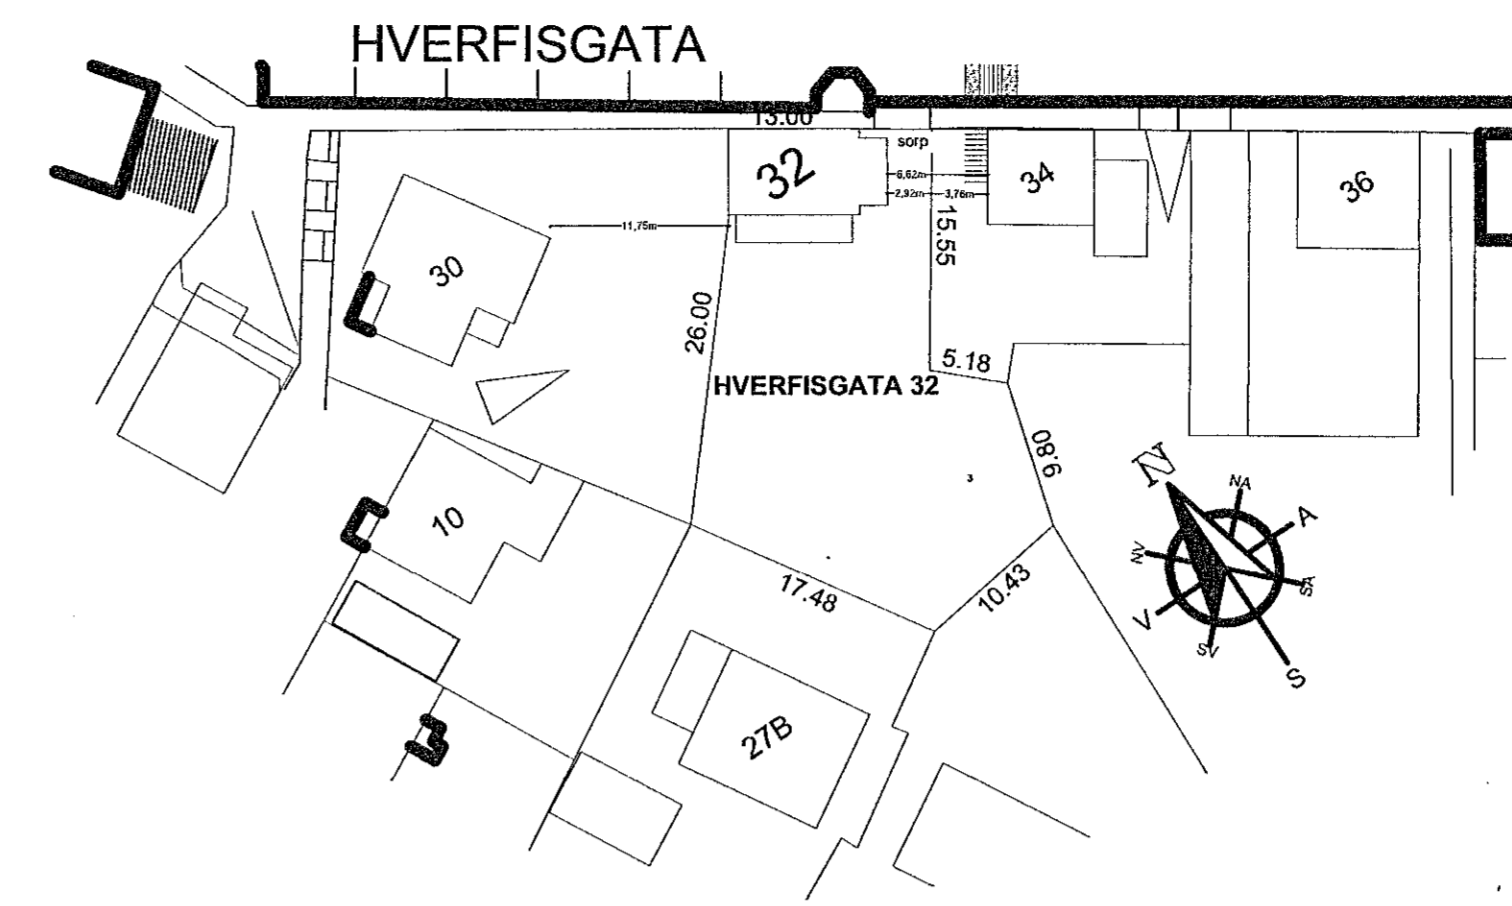 HVERFISGATA
13.00
32
sorp
34
36
6,62m
2,92m
3,76m
11,75m
15.55
30
26.00
5.18
HVERFISGATA 32
9.80
N
NA
A
10
NV
SA
17.48
10.43
V
SV
S
27B